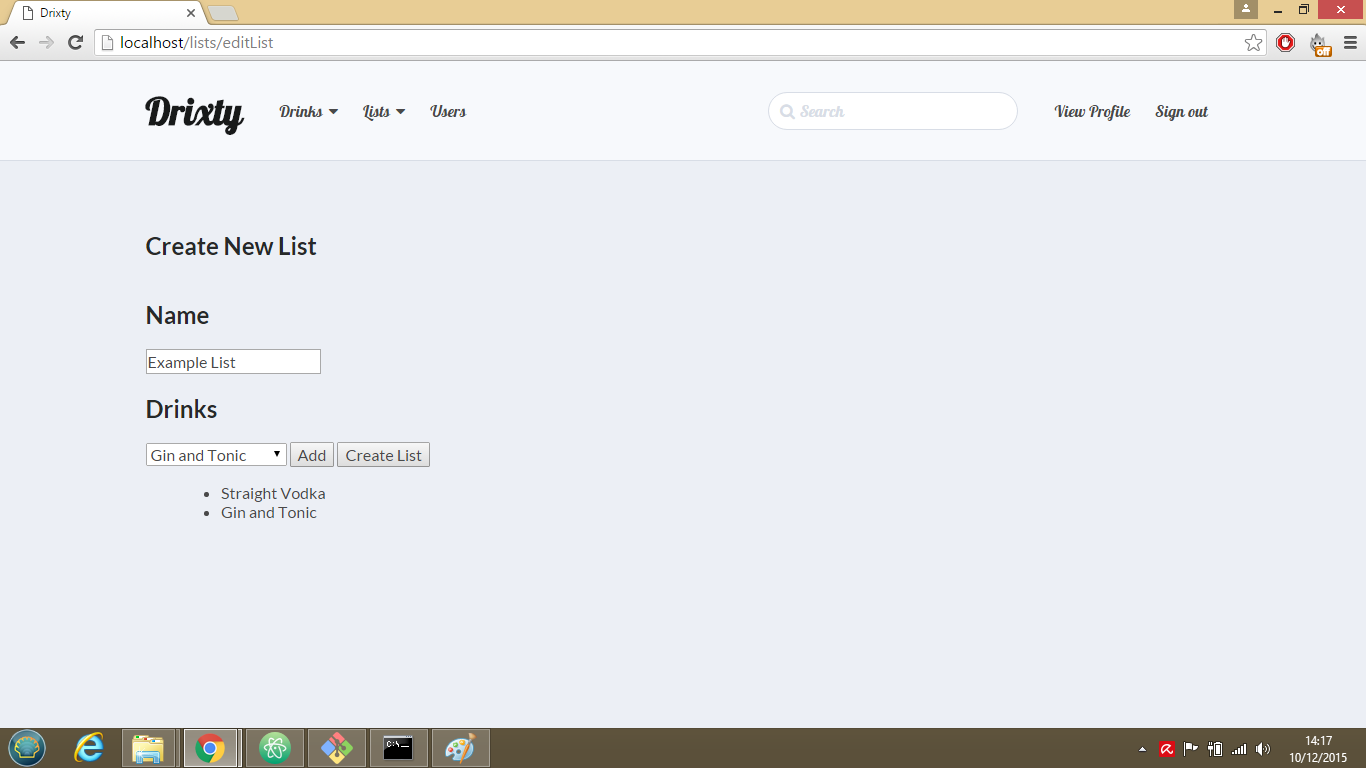 Drixty
localhost/lists/editList
Drixty Drinks Lists Users Search View Profile Sign out
off
Create New List
Name
Example List
Drinks
Gin and Tonic Add Create List
Straight Vodka
Gin and Tonic
C:\_
14:17
10/12/2015